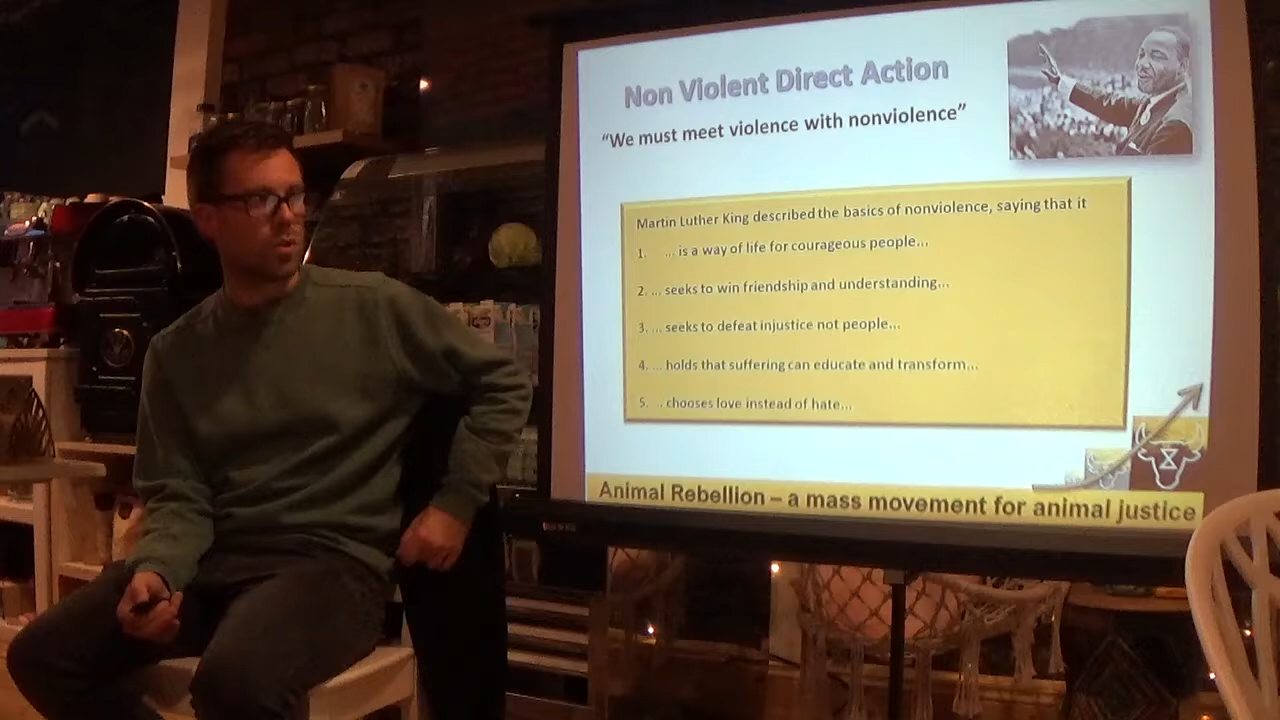 Non Violent Direct Action
“We must meet violence with nonviolence”
Martin Luther King described the basics of nonviolence, saying that it
1. ... is a way of life for courageous people...
2. ... seeks to win friendship and understanding...
3. ... seeks to defeat injustice not people...
4. ... holds that suffering can educate and transform...
5. .. chooses love instead of hate...
Animal Rebellion – a mass movement for animal justice